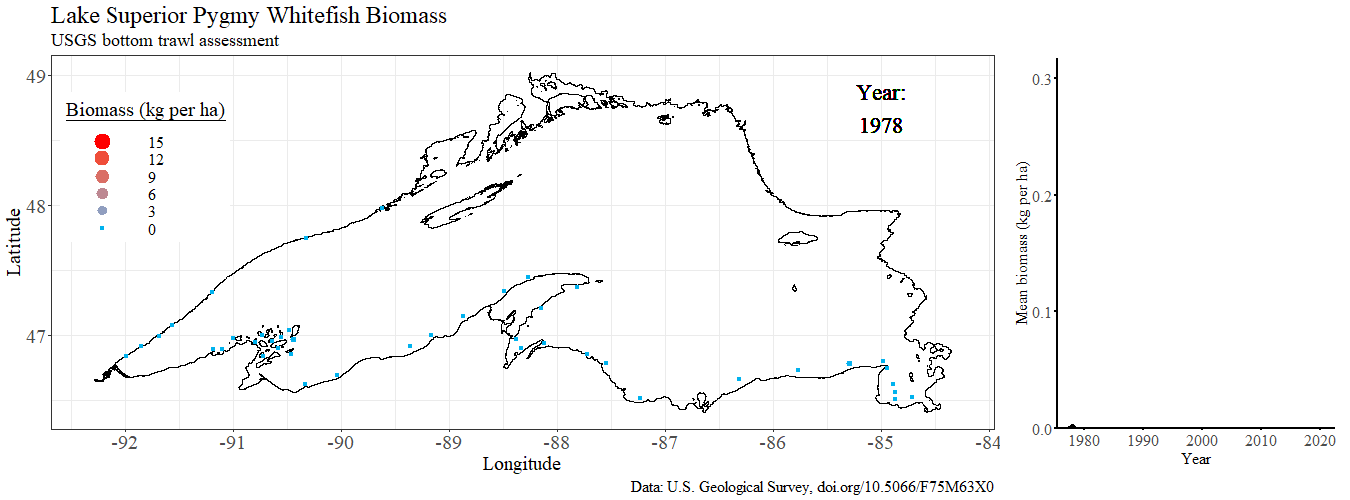 Lake Superior Pygmy Whitefish Biomass
USGS bottom trawl assessment
Biomass (kg per ha)
15
12
9
6
3
0
Year:
1978
49
48
47
Latitude
-92 -91 -90 -89 -88 -87 -86 -85 -84
Longitude
0.3
0.2
0.1
0.0
Mean biomass (kg per ha)
1980 1990 2000 2010 2020
Year
Data: U.S. Geological Survey, doi.org/10.5066/F75M63X0